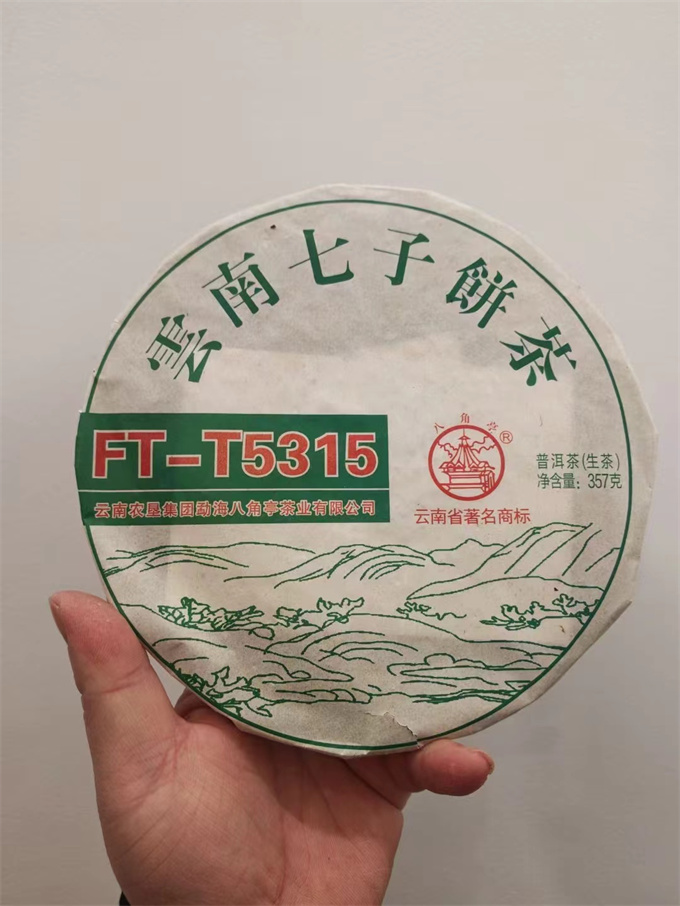 雲南七子餅茶
FT-T5315
云南农垦集团勐海八角亭茶业有限公司
八角亭®
云南省著名商标
普洱茶(生茶)
净含量：357克